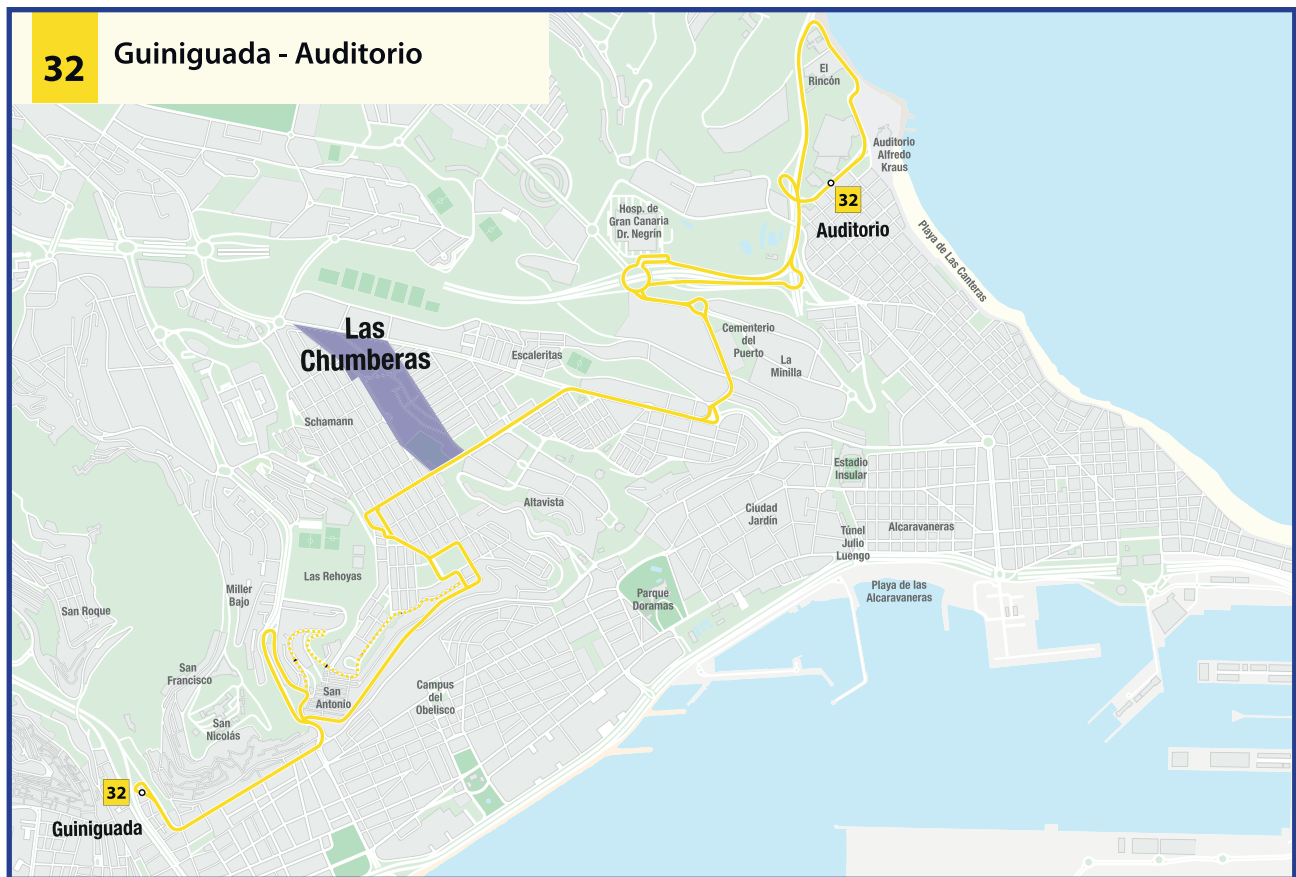 32
Guiniguada - Auditorio
El
Rincón
Auditorio
Alfredo
Kraus
32
Auditorio
Hosp. de
Gran Canaria
Dr. Negrín
Playa de Las Canteras
Las
Chumberas
Escaleritas
Cementerio
del
Puerto
La
Minilla
Schamann
Estadio
Insular
Altavista
Ciudad
Jardín
Túnel
Julio
Luengo
Alcaravaneras
Las Rehoyas
Miller
Bajo
Parque
Doramas
Playa de las
Alcaravaneras
San Roque
San
Francisco
San
Antonio
Campus
del
Obelisco
San
Nicolás
32
Guiniguada